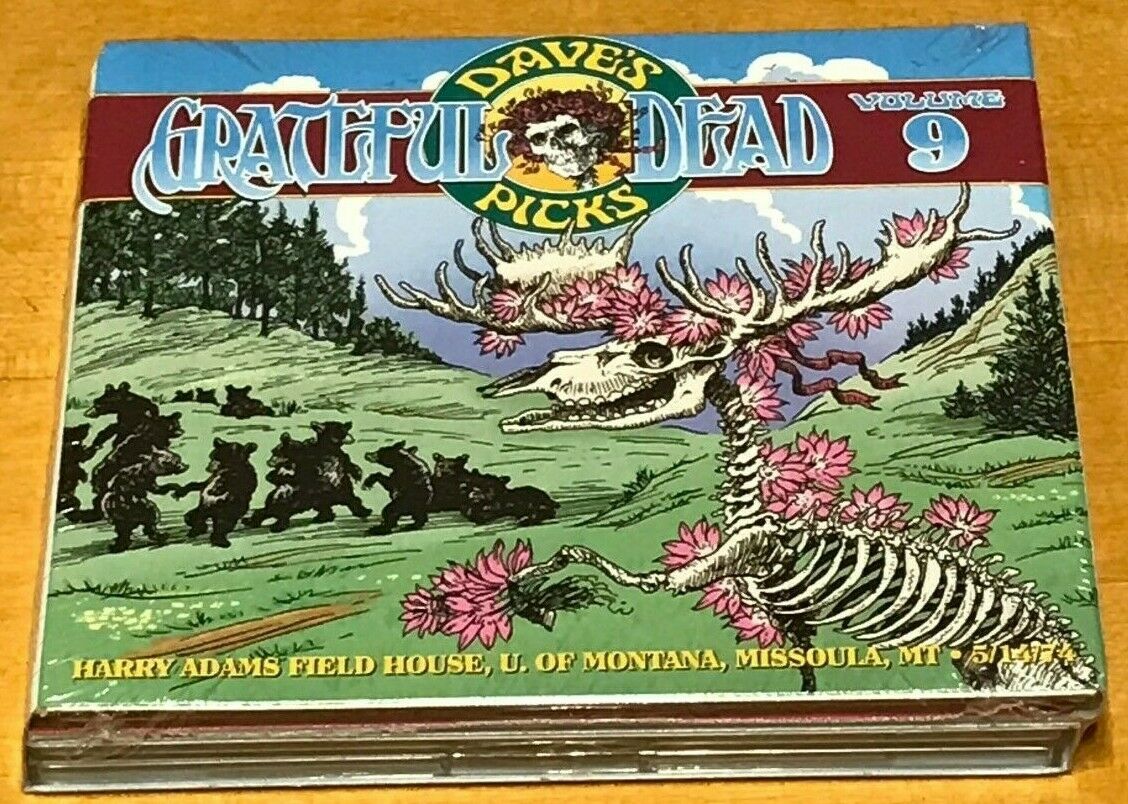 DAVE'S
GRATEFUL DEAD
VOLUME
9
PICKS
HARRY ADAMS FIELD HOUSE, U. OF MONTANA, MISSOULA, MT • 5/14/74